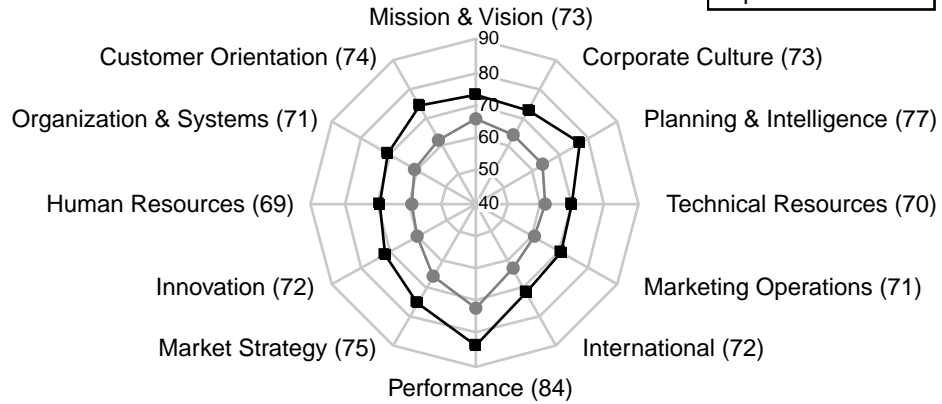 Mission & Vision (73)
Customer Orientation (74)
Corporate Culture (73)
Organization & Systems (71)
Planning & Intelligence (77)
Human Resources (69)
Technical Resources (70)
Innovation (72)
Marketing Operations (71)
Market Strategy (75)
International (72)
Performance (84)
90
80
70
60
50
40